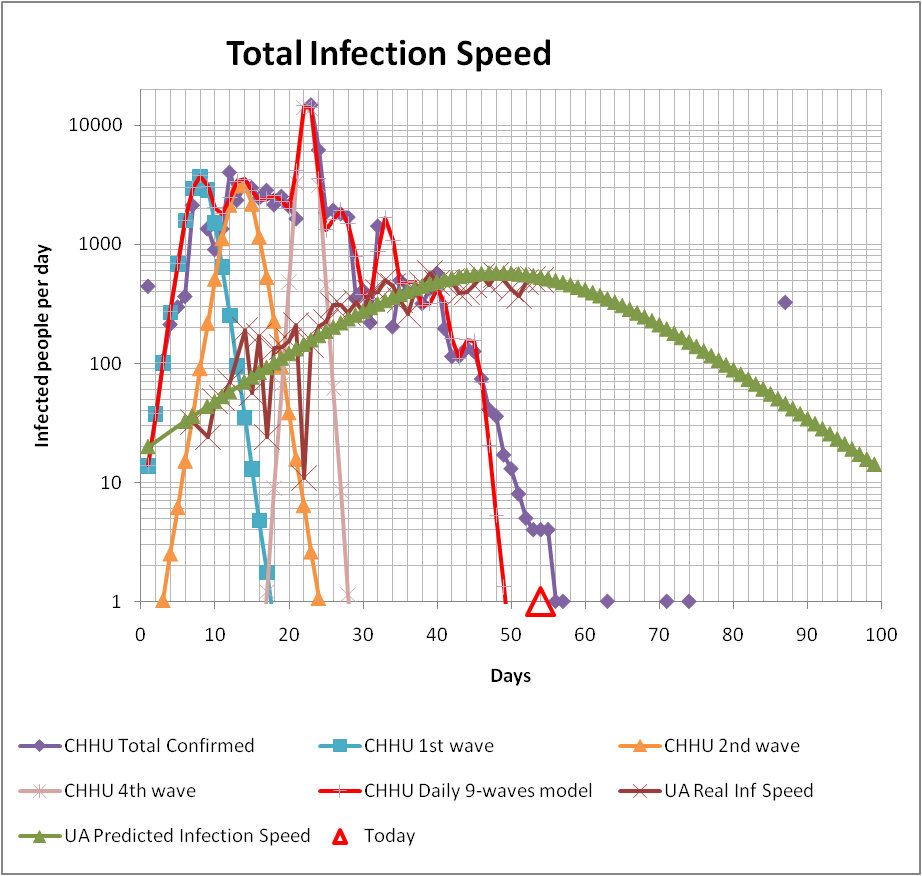 Total Infection Speed
Infected people per day
10000
1000
100
10
1
0 10 20 30 40 50 60 70 80 90 100
Days
CHHU Total Confirmed CHHU 1st wave CHHU 2nd wave
CHHU 4th wave CHHU Daily 9-waves model UA Real Inf Speed
UA Predicted Infection Speed Today